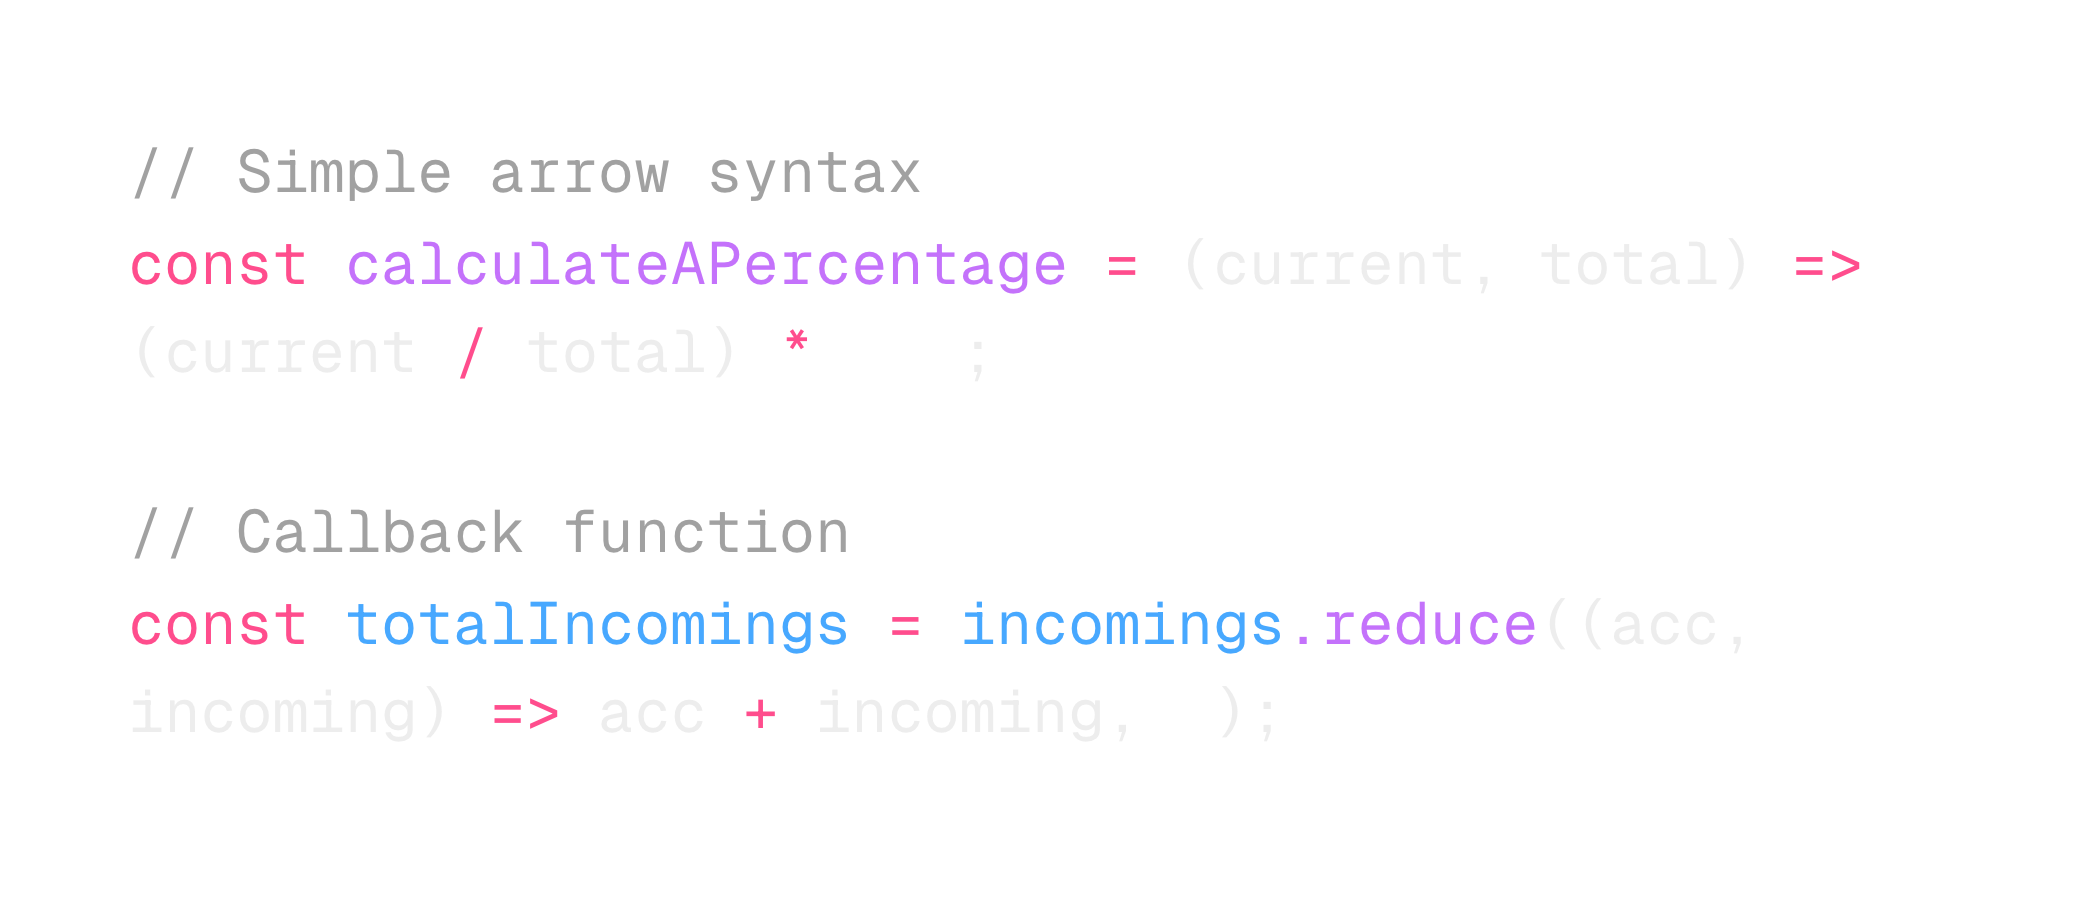 // Simple arrow syntax
const calculateAPercentage = (current, total) =>
(current / total) *    ;
// Callback function
const totalIncomings = incomings.reduce((acc,
incoming) => acc + incoming,  );